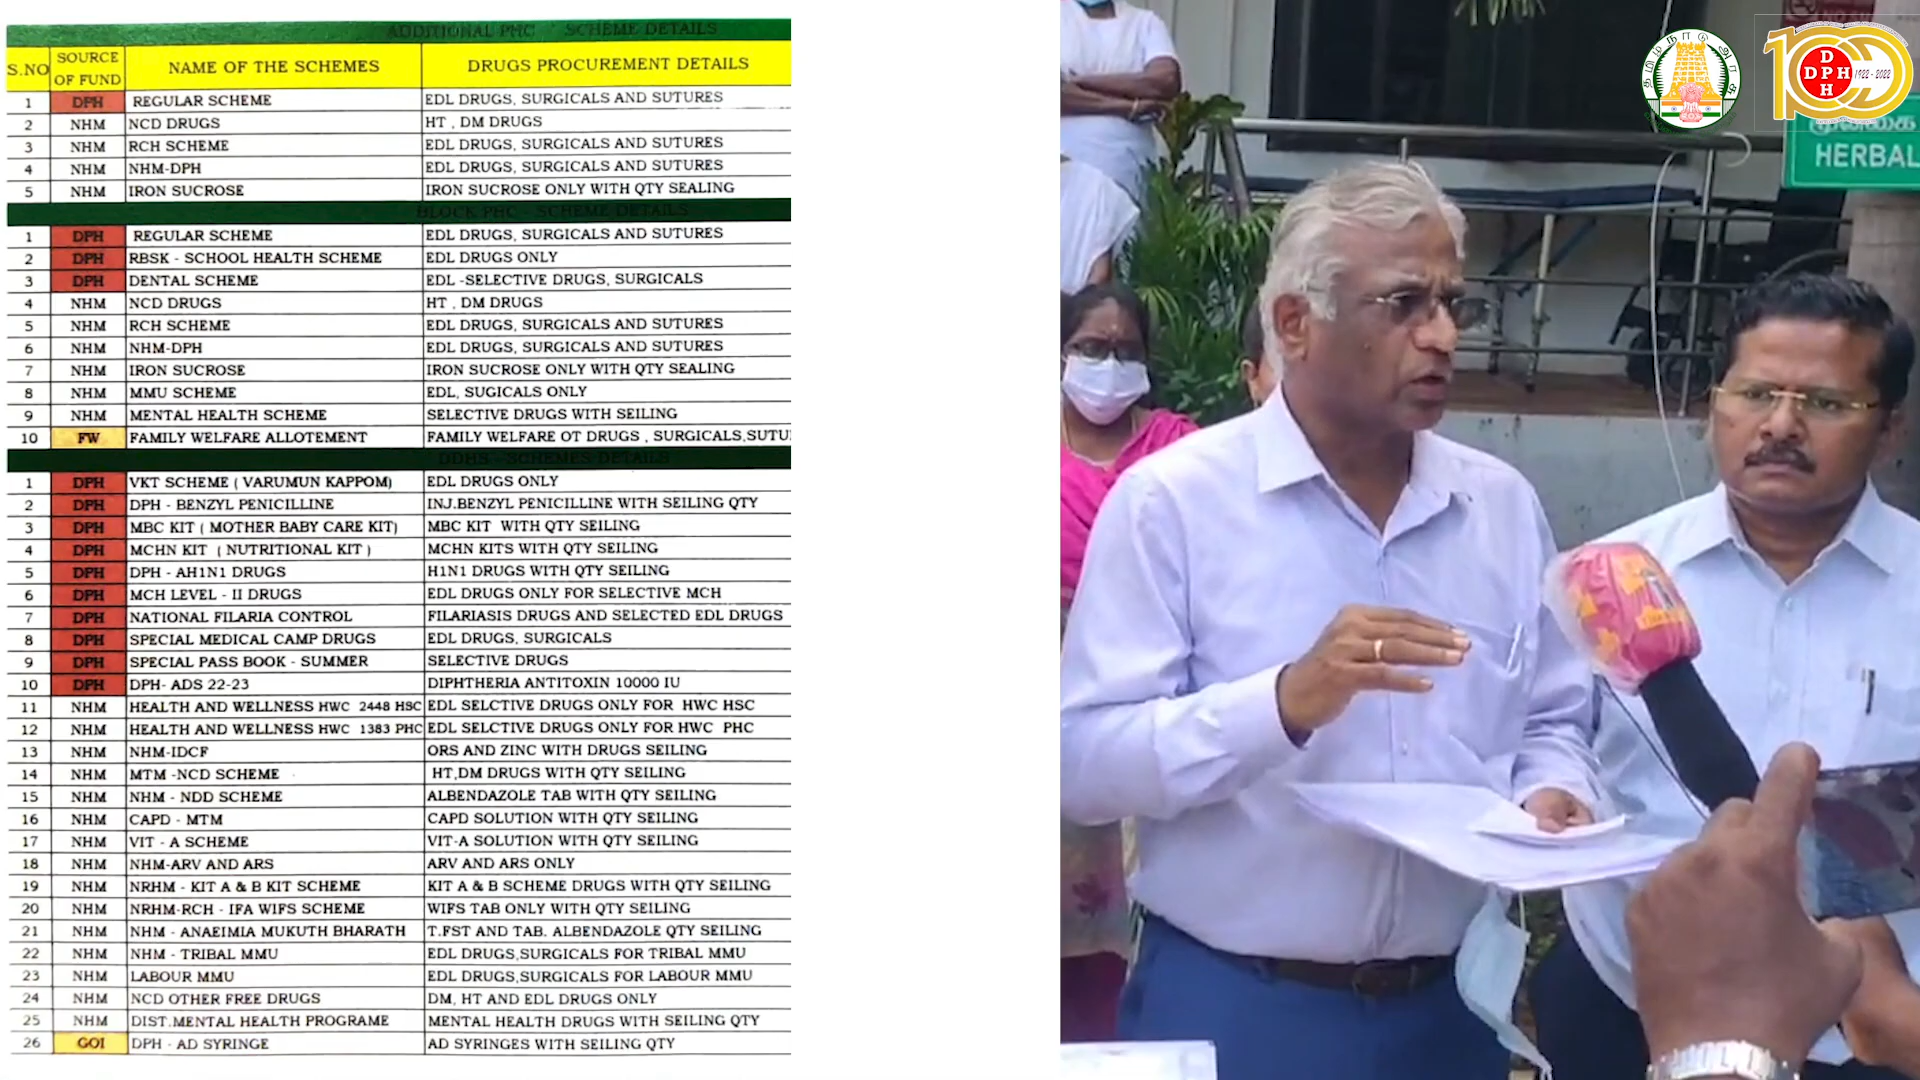 ADDITIONAL PHC SCHEME DETAILS
S.NO SOURCE OF FUND NAME OF THE SCHEMES DRUGS PROCUREMENT DETAILS
1 DPH REGULAR SCHEME EDL DRUGS, SURGICALS AND SUTURES
2 NHM NCD DRUGS HT , DM DRUGS
3 NHM RCH SCHEME EDL DRUGS, SURGICALS AND SUTURES
4 NHM NHM-DPH EDL DRUGS, SURGICALS AND SUTURES
5 NHM IRON SUCROSE IRON SUCROSE ONLY WITH QTY SEALING
BLOCK PHC - SCHEME DETAILS
1 DPH REGULAR SCHEME EDL DRUGS, SURGICALS AND SUTURES
2 DPH RBSK - SCHOOL HEALTH SCHEME EDL DRUGS ONLY
3 DPH DENTAL SCHEME EDL -SELECTIVE DRUGS, SURGICALS
4 NHM NCD DRUGS HT , DM DRUGS
5 NHM RCH SCHEME EDL DRUGS, SURGICALS AND SUTURES
6 NHM NHM-DPH EDL DRUGS, SURGICALS AND SUTURES
7 NHM IRON SUCROSE IRON SUCROSE ONLY WITH QTY SEALING
8 NHM MMU SCHEME EDL, SUGICALS ONLY
9 NHM MENTAL HEALTH SCHEME SELECTIVE DRUGS WITH SEILING
10 FW FAMILY WELFARE ALLOTEMENT FAMILY WELFARE OT DRUGS , SURGICALS,SUTU
DDHS - SCHEMES DETAILS
1 DPH VKT SCHEME ( VARUMUN KAPPOM) EDL DRUGS ONLY
2 DPH DPH - BENZYL PENICILLINE INJ.BENZYL PENICILLINE WITH SEILING QTY
3 DPH MBC KIT ( MOTHER BABY CARE KIT) MBC KIT WITH QTY SEILING
4 DPH MCHN KIT ( NUTRITIONAL KIT ) MCHN KITS WITH QTY SEILING
5 DPH DPH - AH1N1 DRUGS H1N1 DRUGS WITH QTY SEILING
6 DPH MCH LEVEL - II DRUGS EDL DRUGS ONLY FOR SELECTIVE MCH
7 DPH NATIONAL FILARIA CONTROL FILARIASIS DRUGS AND SELECTED EDL DRUGS
8 DPH SPECIAL MEDICAL CAMP DRUGS EDL DRUGS, SURGICALS
9 DPH SPECIAL PASS BOOK - SUMMER SELECTIVE DRUGS
10 DPH DPH- ADS 22-23 DIPHTHERIA ANTITOXIN 10000 IU
11 NHM HEALTH AND WELLNESS HWC 2448 HSC EDL SELCTIVE DRUGS ONLY FOR HWC HSC
12 NHM HEALTH AND WELLNESS HWC 1383 PHC EDL SELCTIVE DRUGS ONLY FOR HWC PHC
13 NHM NHM-IDCF ORS AND ZINC WITH DRUGS SEILING
14 NHM MTM -NCD SCHEME HT,DM DRUGS WITH QTY SEILING
15 NHM NHM - NDD SCHEME ALBENDAZOLE TAB WITH QTY SEILING
16 NHM CAPD - MTM CAPD SOLUTION WITH QTY SEILING
17 NHM VIT - A SCHEME VIT-A SOLUTION WITH QTY SEILING
18 NHM NHM-ARV AND ARS ARV AND ARS ONLY
19 NHM NRHM - KIT A & B KIT SCHEME KIT A & B SCHEME DRUGS WITH QTY SEILING
20 NHM NRHM-RCH - IFA WIFS SCHEME WIFS TAB ONLY WITH QTY SEILING
21 NHM NHM - ANAEIMIA MUKUTH BHARATH T.FST AND TAB. ALBENDAZOLE QTY SEILING
22 NHM NHM - TRIBAL MMU EDL DRUGS,SURGICALS FOR TRIBAL MMU
23 NHM LABOUR MMU EDL DRUGS,SURGICALS FOR LABOUR MMU
24 NHM NCD OTHER FREE DRUGS DM, HT AND EDL DRUGS ONLY
25 NHM DIST.MENTAL HEALTH PROGRAME MENTAL HEALTH DRUGS WITH SEILING QTY
26 GOI DPH - AD SYRINGE AD SYRINGES WITH SEILING QTY
தமிழ்நாடு அரசு
DPH
1922 - 2022
HERBAL